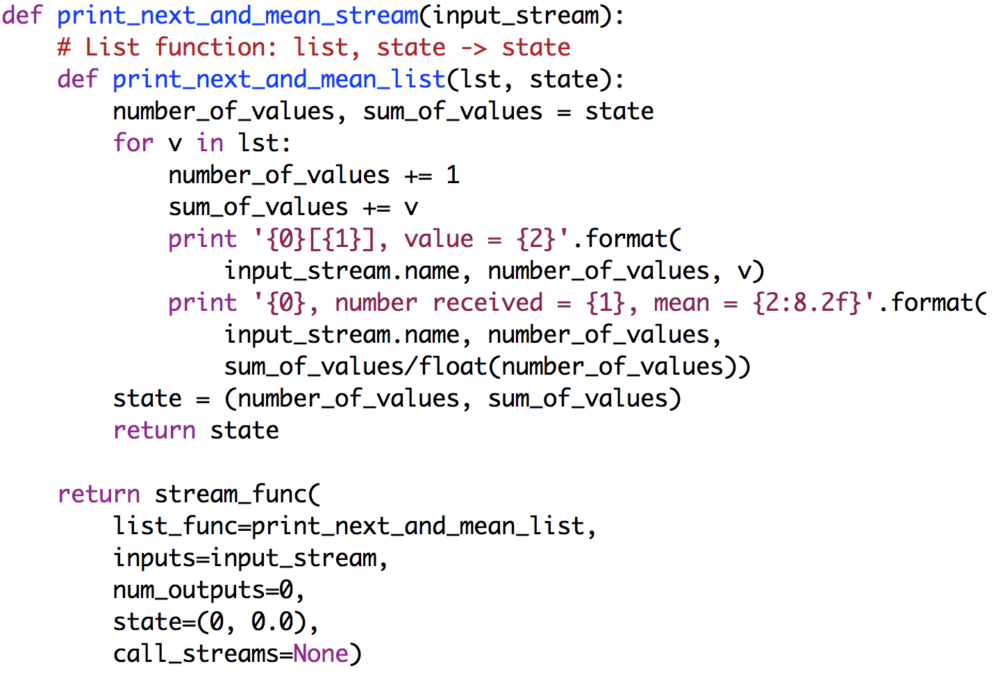 def print_next_and_mean_stream(input_stream):
    # List function: list, state -> state
    def print_next_and_mean_list(lst, state):
        number_of_values, sum_of_values = state
        for v in lst:
            number_of_values += 1
            sum_of_values += v
            print '{0}[{1}], value = {2}'.format(
                input_stream.name, number_of_values, v)
            print '{0}, number received = {1}, mean = {2:8.2f}'.format(
                input_stream.name, number_of_values,
                sum_of_values/float(number_of_values))
        state = (number_of_values, sum_of_values)
        return state

    return stream_func(
        list_func=print_next_and_mean_list,
        inputs=input_stream,
        num_outputs=0,
        state=(0, 0.0),
        call_streams=None)